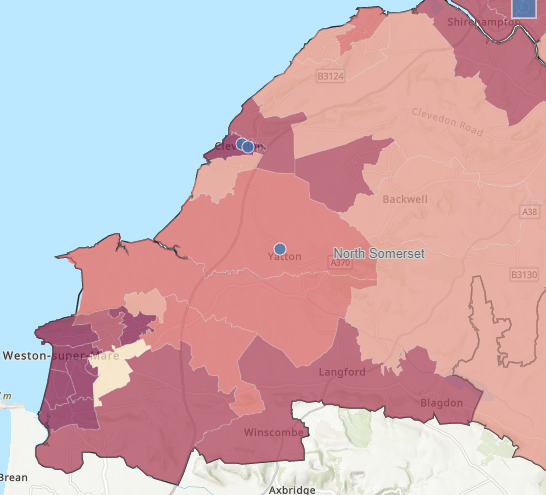 Shirehampton
B3124
Clevedon Road
Clevedon
Backwell
A38
North Somerset
Yatton
A370
B3130
Weston-super-Mare
Langford
Blagdon
Winscombe
Brean
Axbridge